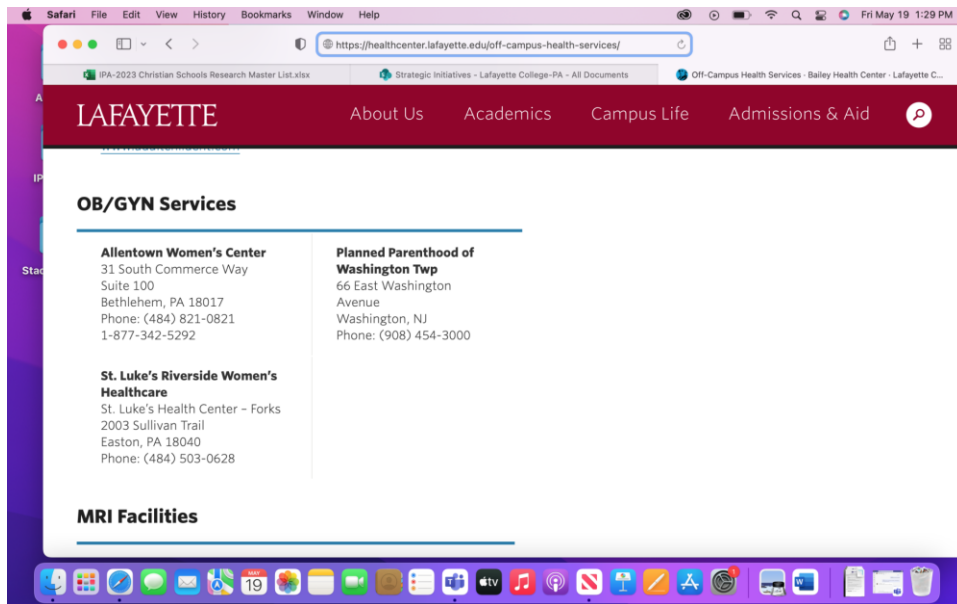 Safari File Edit View History Bookmarks Window Help Fri May 19 1:29 PM
https://healthcenter.lafayette.edu/off-campus-health-services/
IPA-2023 Christian Schools Research Master List.xlsx
Strategic Initiatives - Lafayette College-PA - All Documents
Off-Campus Health Services · Bailey Health Center · Lafayette C...
LAFAYETTE
About Us Academics Campus Life Admissions & Aid
OB/GYN Services
Allentown Women's Center
31 South Commerce Way
Suite 100
Bethlehem, PA 18017
Phone: (484) 821-0821
1-877-342-5292
Planned Parenthood of
Washington Twp
66 East Washington
Avenue
Washington, NJ
Phone: (908) 454-3000
St. Luke's Riverside Women's
Healthcare
St. Luke's Health Center – Forks
2003 Sullivan Trail
Easton, PA 18040
Phone: (484) 503-0628
MRI Facilities
MAY
19
tv